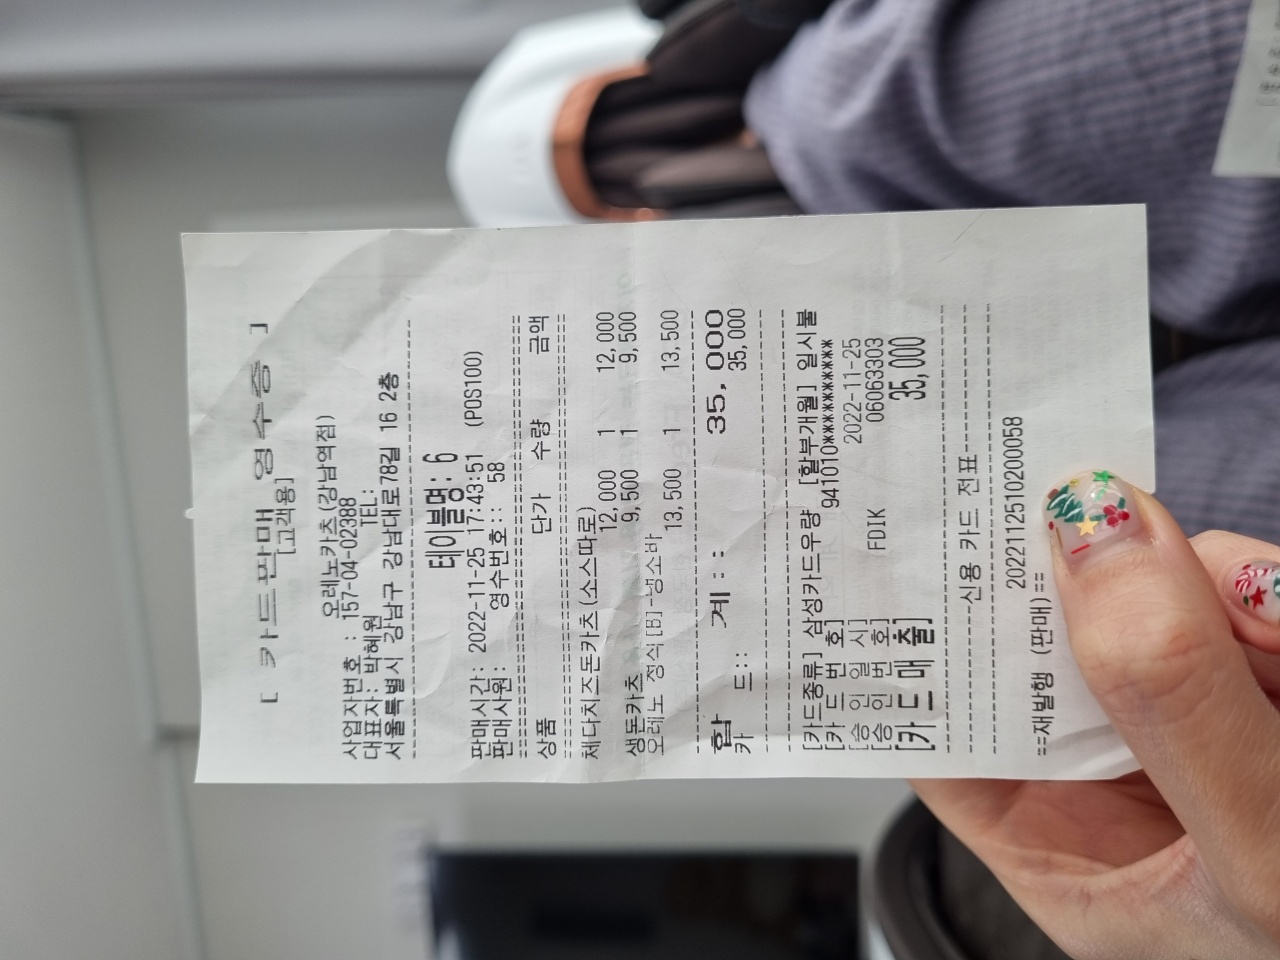 [ 카드판매 영수증 ]
[고객용]
오레노카츠(강남역점)
사업자번호 : 157-04-02388
대표자: 박혜원 TEL:
서울특별시 강남구 강남대로78길 16 2층
테이블명: 6
판매시간: 2022-11-25 17:43:51 (POS100)
판매사원: 영수번호:: 58
상품 단가 수량 금액
체다치즈돈카츠(소스따로)
12,000 1 12,000
생돈카츠 9,500 1 9,500
오레노 정식[B]-냉소바
13,500 1 13,500
합 계:: 35,000
카 드:: 35,000
[카드종류] 삼성카드우량 [할부개월] 일시불
[카 드 번 호] 941010**********
[승 인 일 시] 2022-11-25
[승 인 번 호] FDIK 06063303
[카 드 매 출] 35,000
신용 카드 전표
20221125102200058
==재발행 (판매) ==